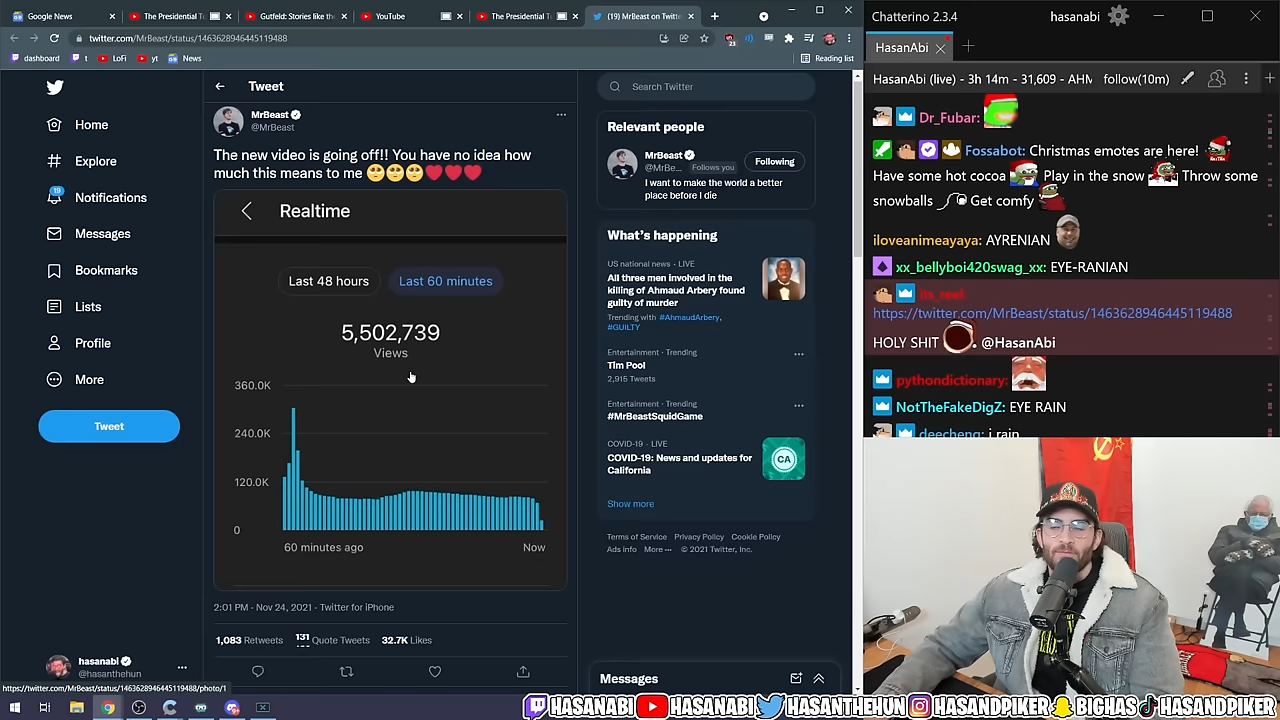 Google News
The Presidential T
Gutfeld: Stories like the
YouTube
The Presidential T
(19) MrBeast on Twitter
twitter.com/MrBeast/status/1463628946445119488
23
dashboard
t
LoFi
yt
News
Reading list
Home
Explore
19
Notifications
Messages
Bookmarks
Lists
Profile
More
Tweet
hasanabi
@hasanthehun
https://twitter.com/MrBeast/status/1463628946445119488/photo/1
Tweet
MrBeast
@MrBeast
The new video is going off!! You have no idea how
much this means to me 🥺🥺🥺❤️❤️❤️
Realtime
Last 48 hours
Last 60 minutes
5,502,739
Views
360.0K
240.0K
120.0K
0
60 minutes ago
Now
2:01 PM · Nov 24, 2021 · Twitter for iPhone
1,083 Retweets 131 Quote Tweets 32.7K Likes
Search Twitter
Relevant people
MrBeast
@MrBe... Follows you
Following
I want to make the world a better
place before I die
What's happening
US national news · LIVE
All three men involved in the
killing of Ahmaud Arbery found
guilty of murder
Trending with #AhmaudArbery,
#GUILTY
Entertainment · Trending
Tim Pool
2,915 Tweets
Entertainment · Trending
#MrBeastSquidGame
COVID-19 · LIVE
COVID-19: News and updates for
California
CA
Show more
Terms of Service Privacy Policy Cookie Policy
Ads info More ··· © 2021 Twitter, Inc.
Messages
Chatterino 2.3.4
hasanabi
HasanAbi
HasanAbi (live) - 3h 14m - 31,609 - AHM
follow(10m)
Dr_Fubar:
Fossabot: Christmas emotes are here!
Have some hot cocoa Play in the snow Throw some
snowballs Get comfy
iloveanimeayaya: AYRENIAN
xx_bellyboi420swag_xx: EYE-RANIAN
its_reel:
https://twitter.com/MrBeast/status/1463628946445119488
HOLY SHIT . @HasanAbi
pythondictionary:
NotTheFakeDigZ: EYE RAIN
deecheng: i rain
HASANABI HASANABI HASANTHEHUN HASANDPIKER BIGHAS HASANDPIKER